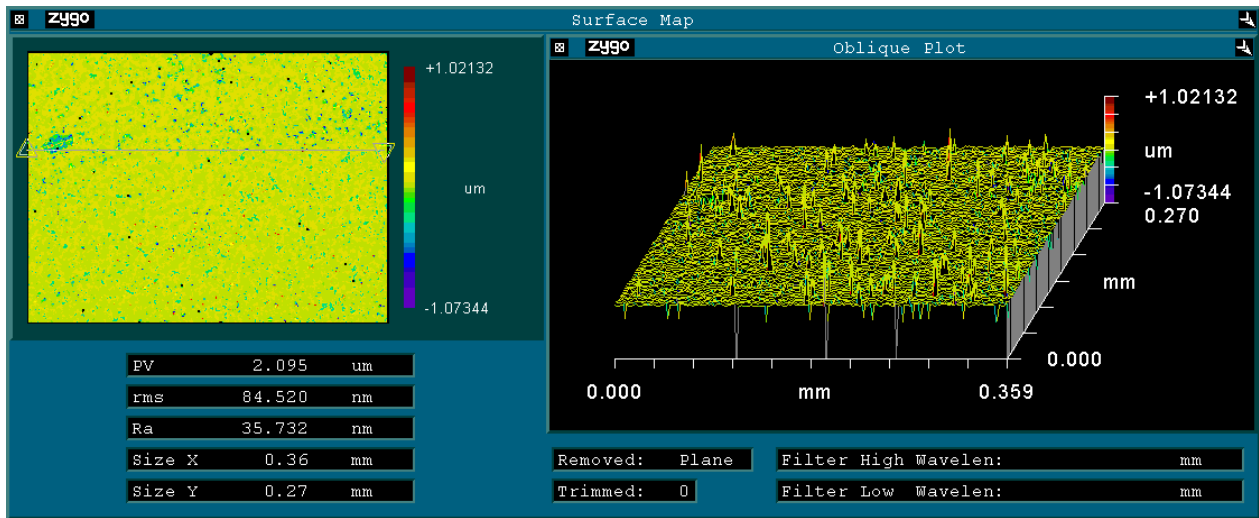 zygo Surface Map
+1.02132
um
-1.07344
zygo Oblique Plot
+1.02132
um
-1.07344
0.270
mm
0.000
0.000 mm 0.359
PV 2.095 um
rms 84.520 nm
Ra 35.732 nm
Size X 0.36 mm
Size Y 0.27 mm
Removed: Plane
Trimmed: 0
Filter High Wavelen: mm
Filter Low Wavelen: mm